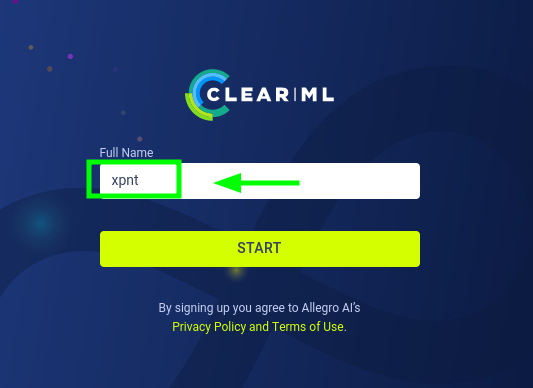 CLEAR|ML
Full Name
xpnt
START
By signing up you agree to Allegro AI's
Privacy Policy and Terms of Use.